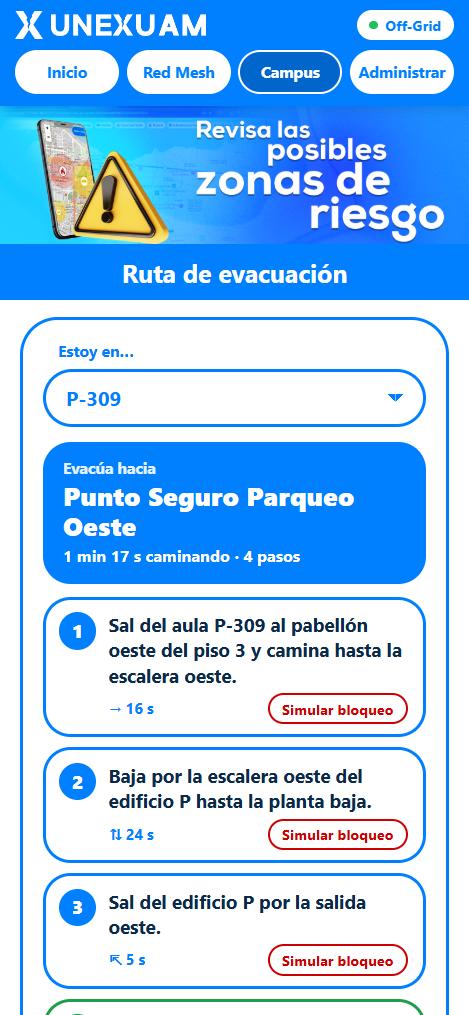 UNEXUAM
Off-Grid
Inicio
Red Mesh
Campus
Administrar
Revisa las
posibles
zonas de
riesgo
Ruta de evacuación
Estoy en...
P-309
Evacúa hacia
Punto Seguro Parqueo
Oeste
1 min 17 s caminando · 4 pasos
1
Sal del aula P-309 al pabellón
oeste del piso 3 y camina hasta la
escalera oeste.
→ 16 s
Simular bloqueo
2
Baja por la escalera oeste del
edificio P hasta la planta baja.
⇅ 24 s
Simular bloqueo
3
Sal del edificio P por la salida
oeste.
↖ 5 s
Simular bloqueo